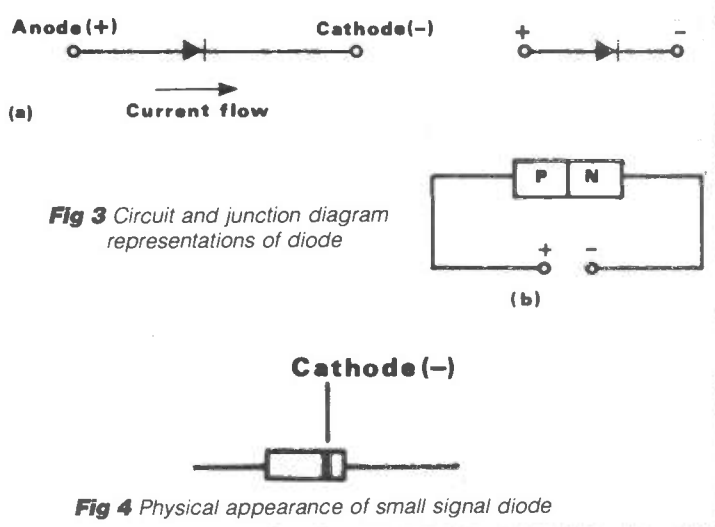 Anode(+) Cathode(-) + -
(a) Current flow
P N
Fig 3 Circuit and junction diagram
representations of diode
+ -
(b)
Cathode(-)
Fig 4 Physical appearance of small signal diode